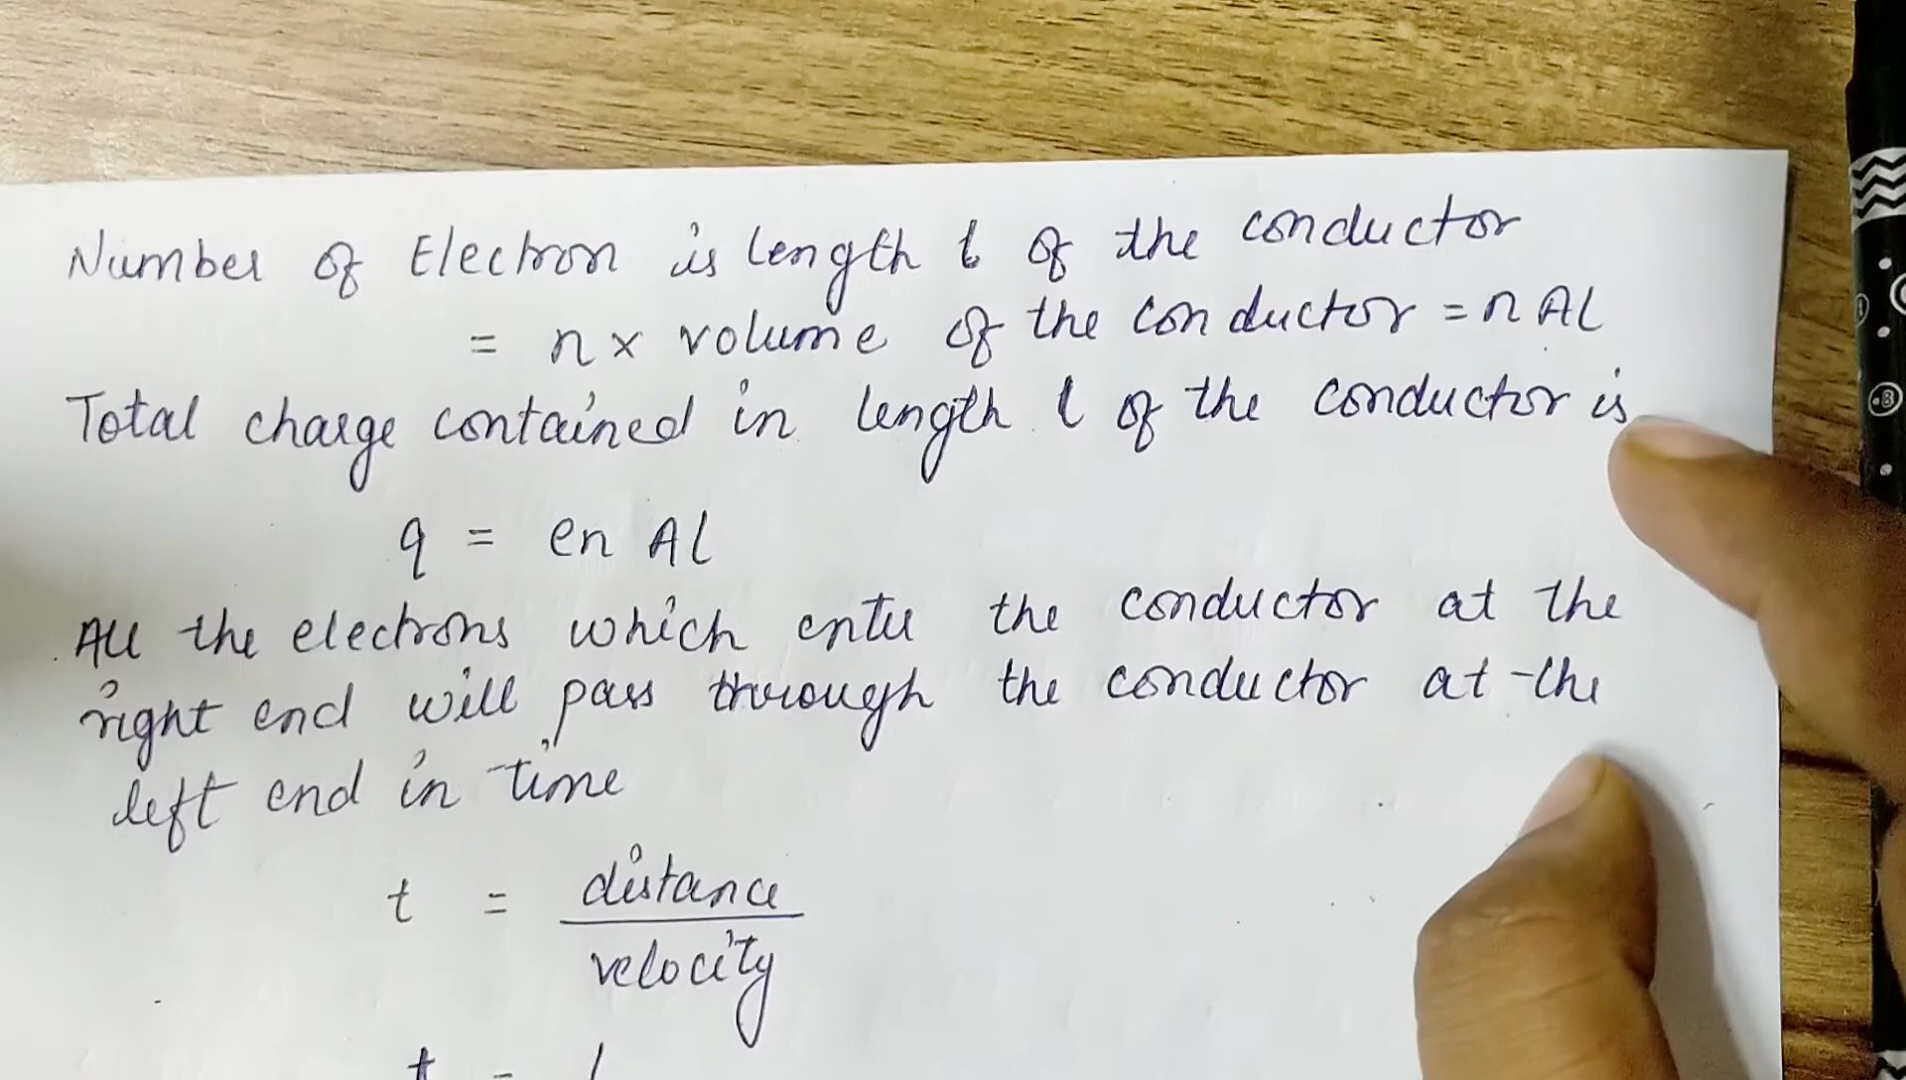 Number of Electron is length l of the conductor
= n x volume of the conductor = n Al
Total charge contained in length l of the conductor is
q = en Al
All the electrons which enter the conductor at the
right end will pass through the conductor at the
left end in time
t = distance
velocity
t =